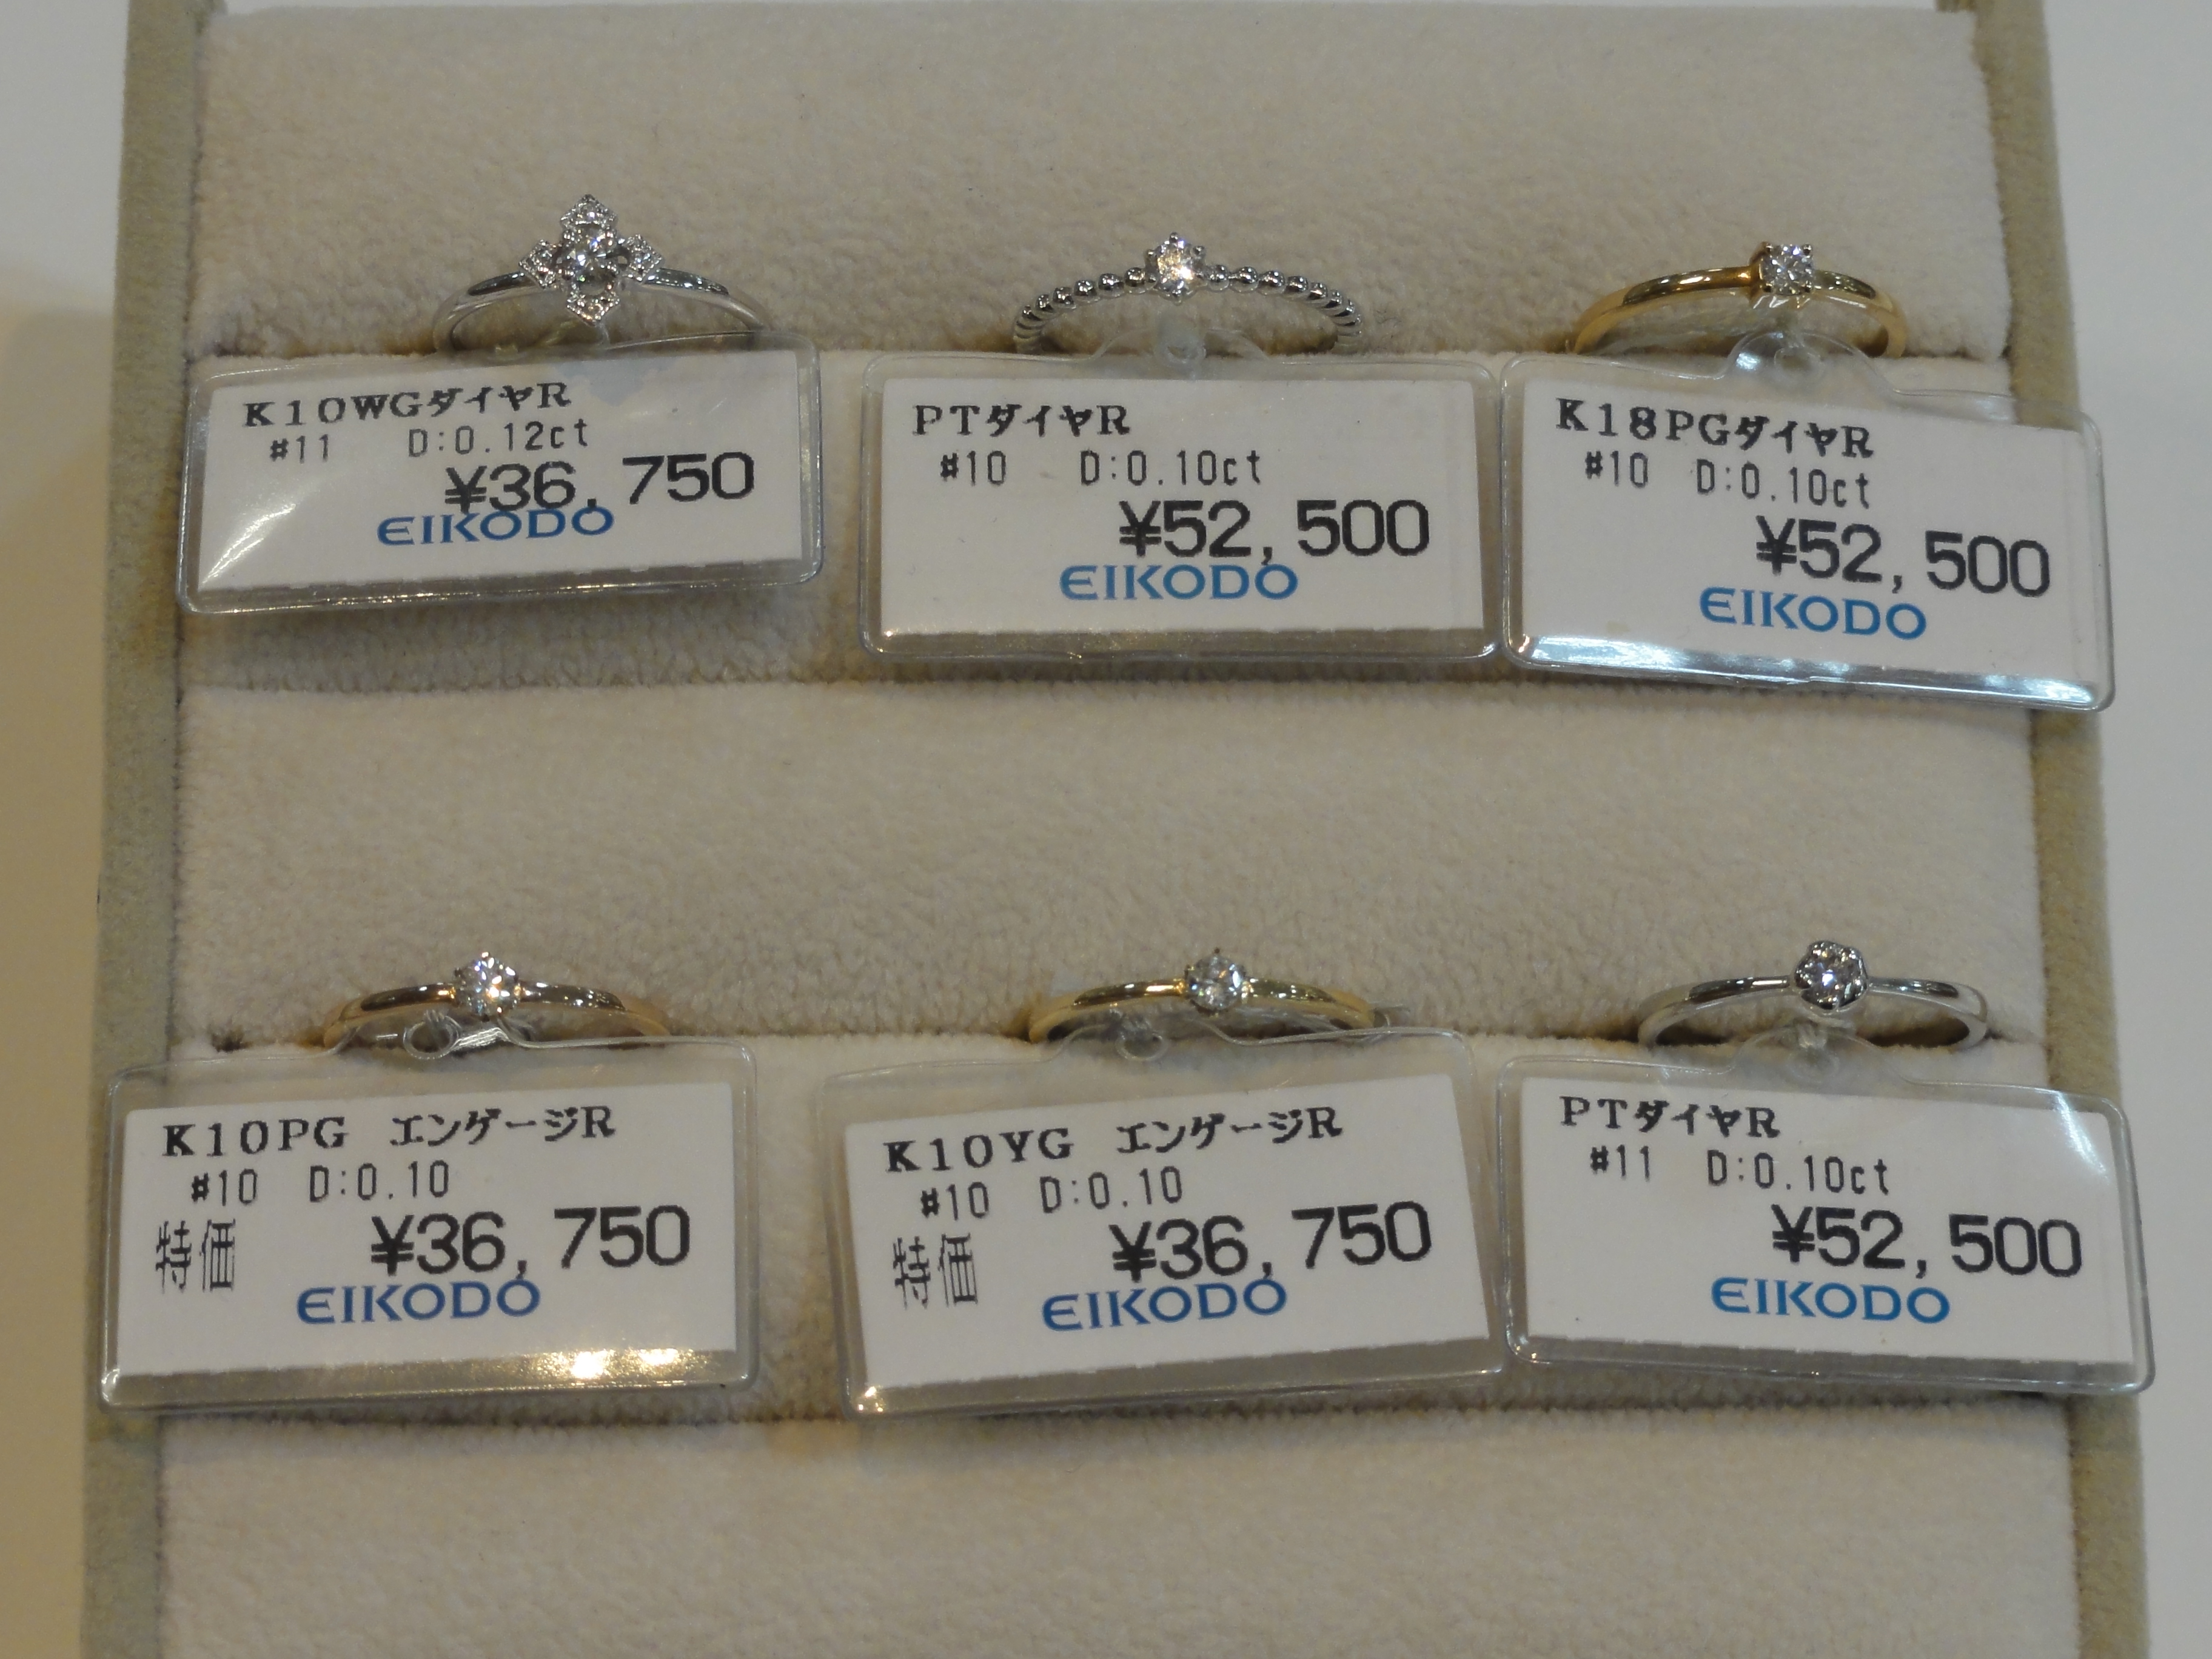 K10WGダイヤR
#11 D:0.12ct
¥36,750
EIKODO
PTダイヤR
#10 D:0.10ct
¥52,500
EIKODO
K18PGダイヤR
#10 D:0.10ct
¥52,500
EIKODO
K10PG エンゲージR
#10 D:0.10
特価 ¥36,750
EIKODO
K10YG エンゲージR
#10 D:0.10
特価 ¥36,750
EIKODO
PTダイヤR
#11 D:0.10ct
¥52,500
EIKODO